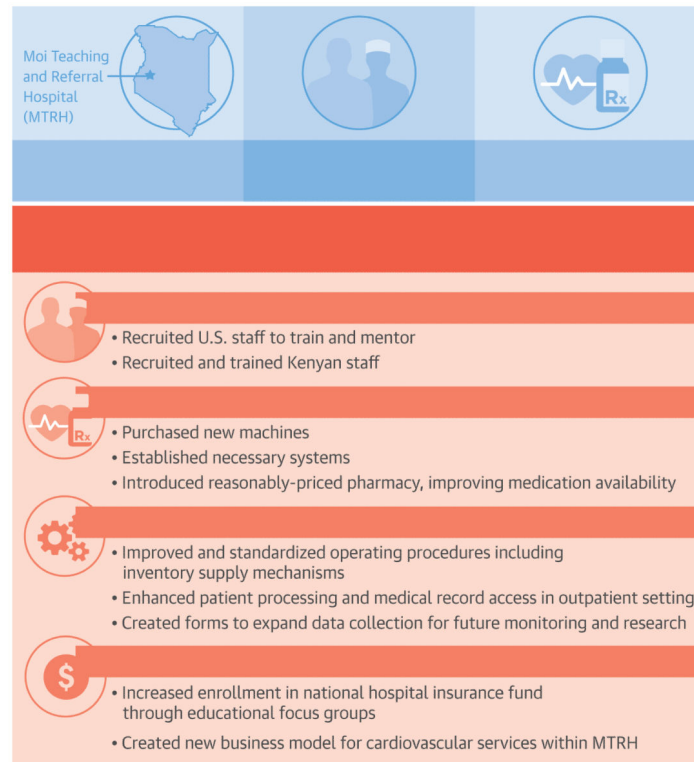 Moi Teaching
and Referral
Hospital
(MTRH)
Rx
• Recruited U.S. staff to train and mentor
• Recruited and trained Kenyan staff
Rx
• Purchased new machines
• Established necessary systems
• Introduced reasonably-priced pharmacy, improving medication availability
• Improved and standardized operating procedures including
inventory supply mechanisms
• Enhanced patient processing and medical record access in outpatient setting
• Created forms to expand data collection for future monitoring and research
$
• Increased enrollment in national hospital insurance fund
through educational focus groups
• Created new business model for cardiovascular services within MTRH